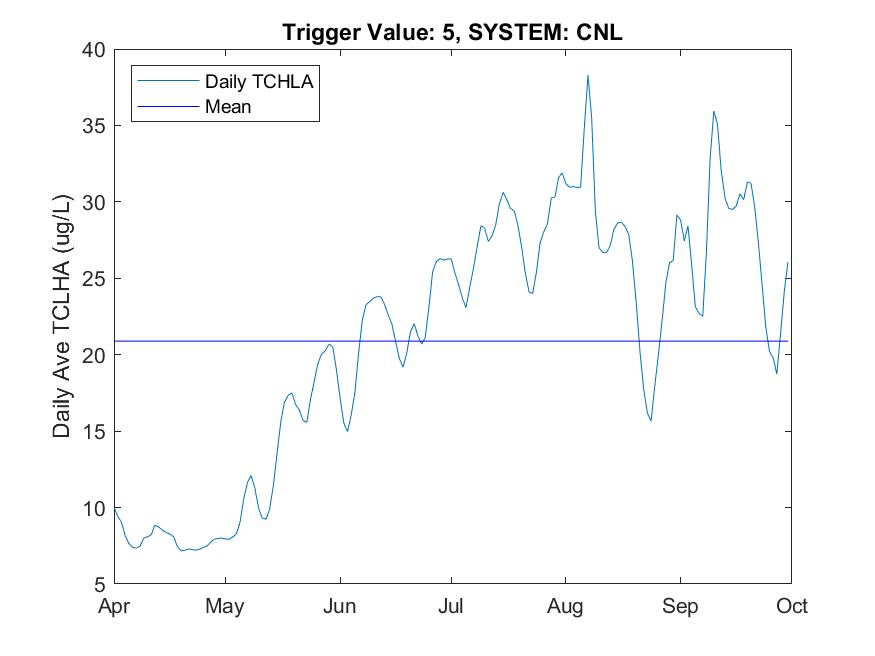 Trigger Value: 5, SYSTEM: CNL
Daily TCHLA
Mean
Daily Ave TCLHA (ug/L)
40
35
30
25
20
15
10
5
Apr May Jun Jul Aug Sep Oct